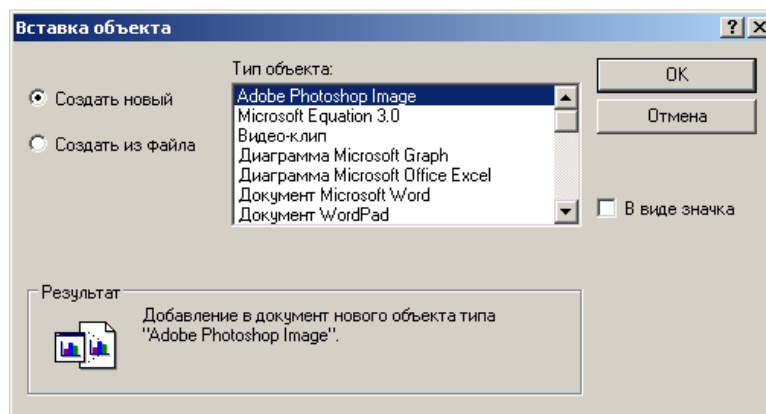 Вставка объекта
Тип объекта:
Создать новый
Создать из файла
Adobe Photoshop Image
Microsoft Equation 3.0
Видео-клип
Диаграмма Microsoft Graph
Диаграмма Microsoft Office Excel
Документ Microsoft Word
Документ WordPad
OK
Отмена
В виде значка
Результат
Добавление в документ нового объекта типа
"Adobe Photoshop Image".